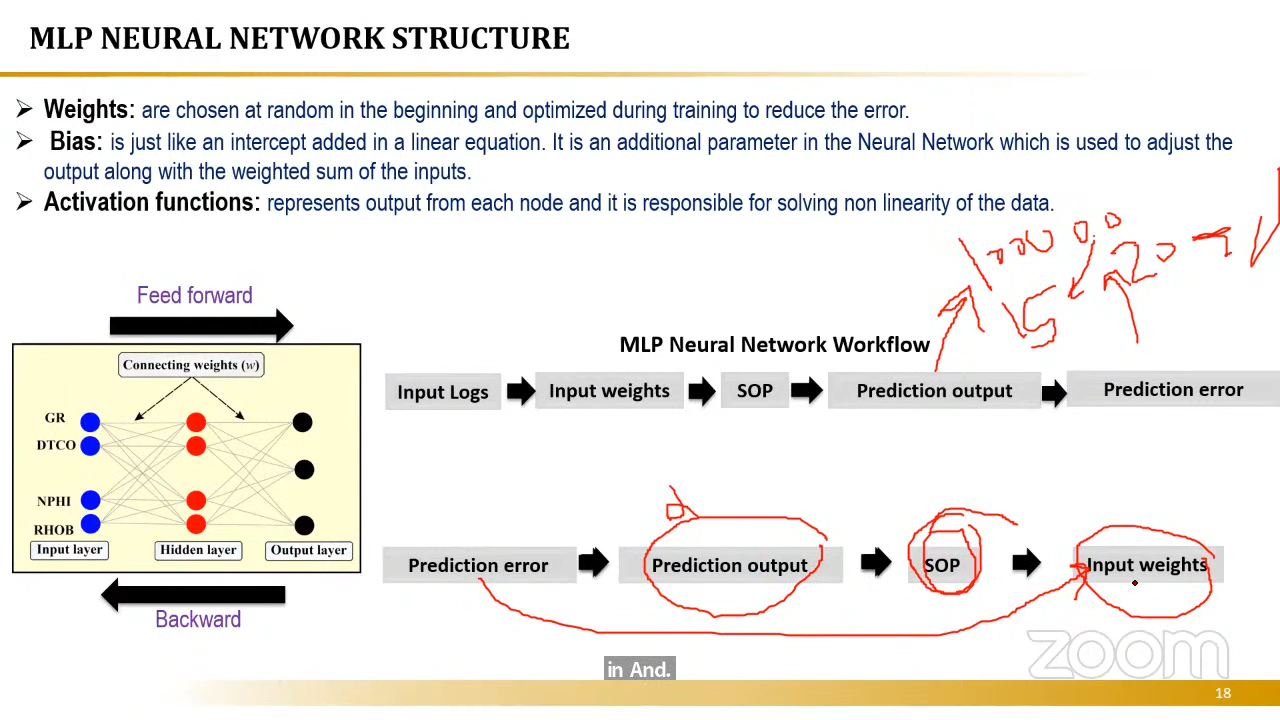 MLP NEURAL NETWORK STRUCTURE
➢ Weights: are chosen at random in the beginning and optimized during training to reduce the error.
➢ Bias: is just like an intercept added in a linear equation. It is an additional parameter in the Neural Network which is used to adjust the
output along with the weighted sum of the inputs.
➢ Activation functions: represents output from each node and it is responsible for solving non linearity of the data.
Feed forward
Connecting weights (w)
GR
DTCO
NPHI
RHOB
Input layer Hidden layer Output layer
Backward
MLP Neural Network Workflow
Input Logs Input weights SOP Prediction output Prediction error
Prediction error Prediction output SOP Input weights
15
20
zoom
in And.
18